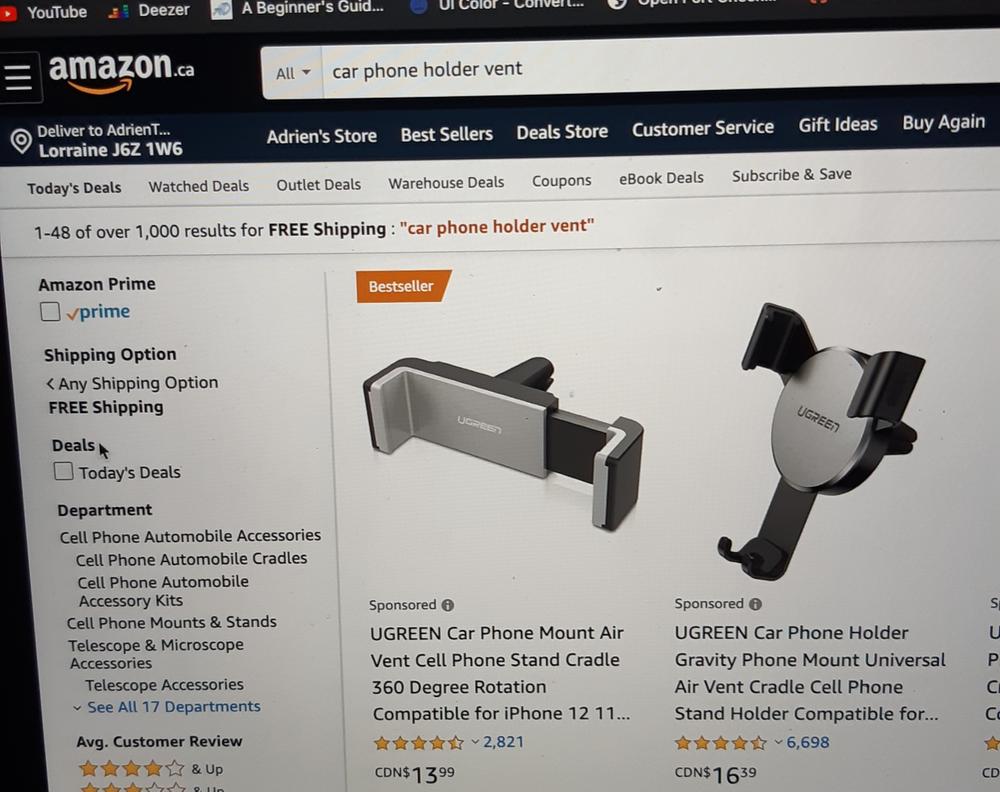 YouTube
Deezer
A Beginner's Guid...
UI Color - Convert...
amazon.ca
All
car phone holder vent
Deliver to AdrienT...
Lorraine J6Z 1W6
Adrien's Store
Best Sellers
Deals Store
Customer Service
Gift Ideas
Buy Again
Today's Deals
Watched Deals
Outlet Deals
Warehouse Deals
Coupons
eBook Deals
Subscribe & Save
1-48 of over 1,000 results for FREE Shipping : "car phone holder vent"
Amazon Prime
prime
Shipping Option
Any Shipping Option
FREE Shipping
Deals
Today's Deals
Department
Cell Phone Automobile Accessories
Cell Phone Automobile Cradles
Cell Phone Automobile
Accessory Kits
Cell Phone Mounts & Stands
Telescope & Microscope
Accessories
Telescope Accessories
See All 17 Departments
Avg. Customer Review
& Up
& Up
Bestseller
UGREEN
Sponsored
UGREEN Car Phone Mount Air
Vent Cell Phone Stand Cradle
360 Degree Rotation
Compatible for iPhone 12 11...
2,821
CDN$ 13 99
UGREEN
Sponsored
UGREEN Car Phone Holder
Gravity Phone Mount Universal
Air Vent Cradle Cell Phone
Stand Holder Compatible for...
6,698
CDN$ 16 39
CD